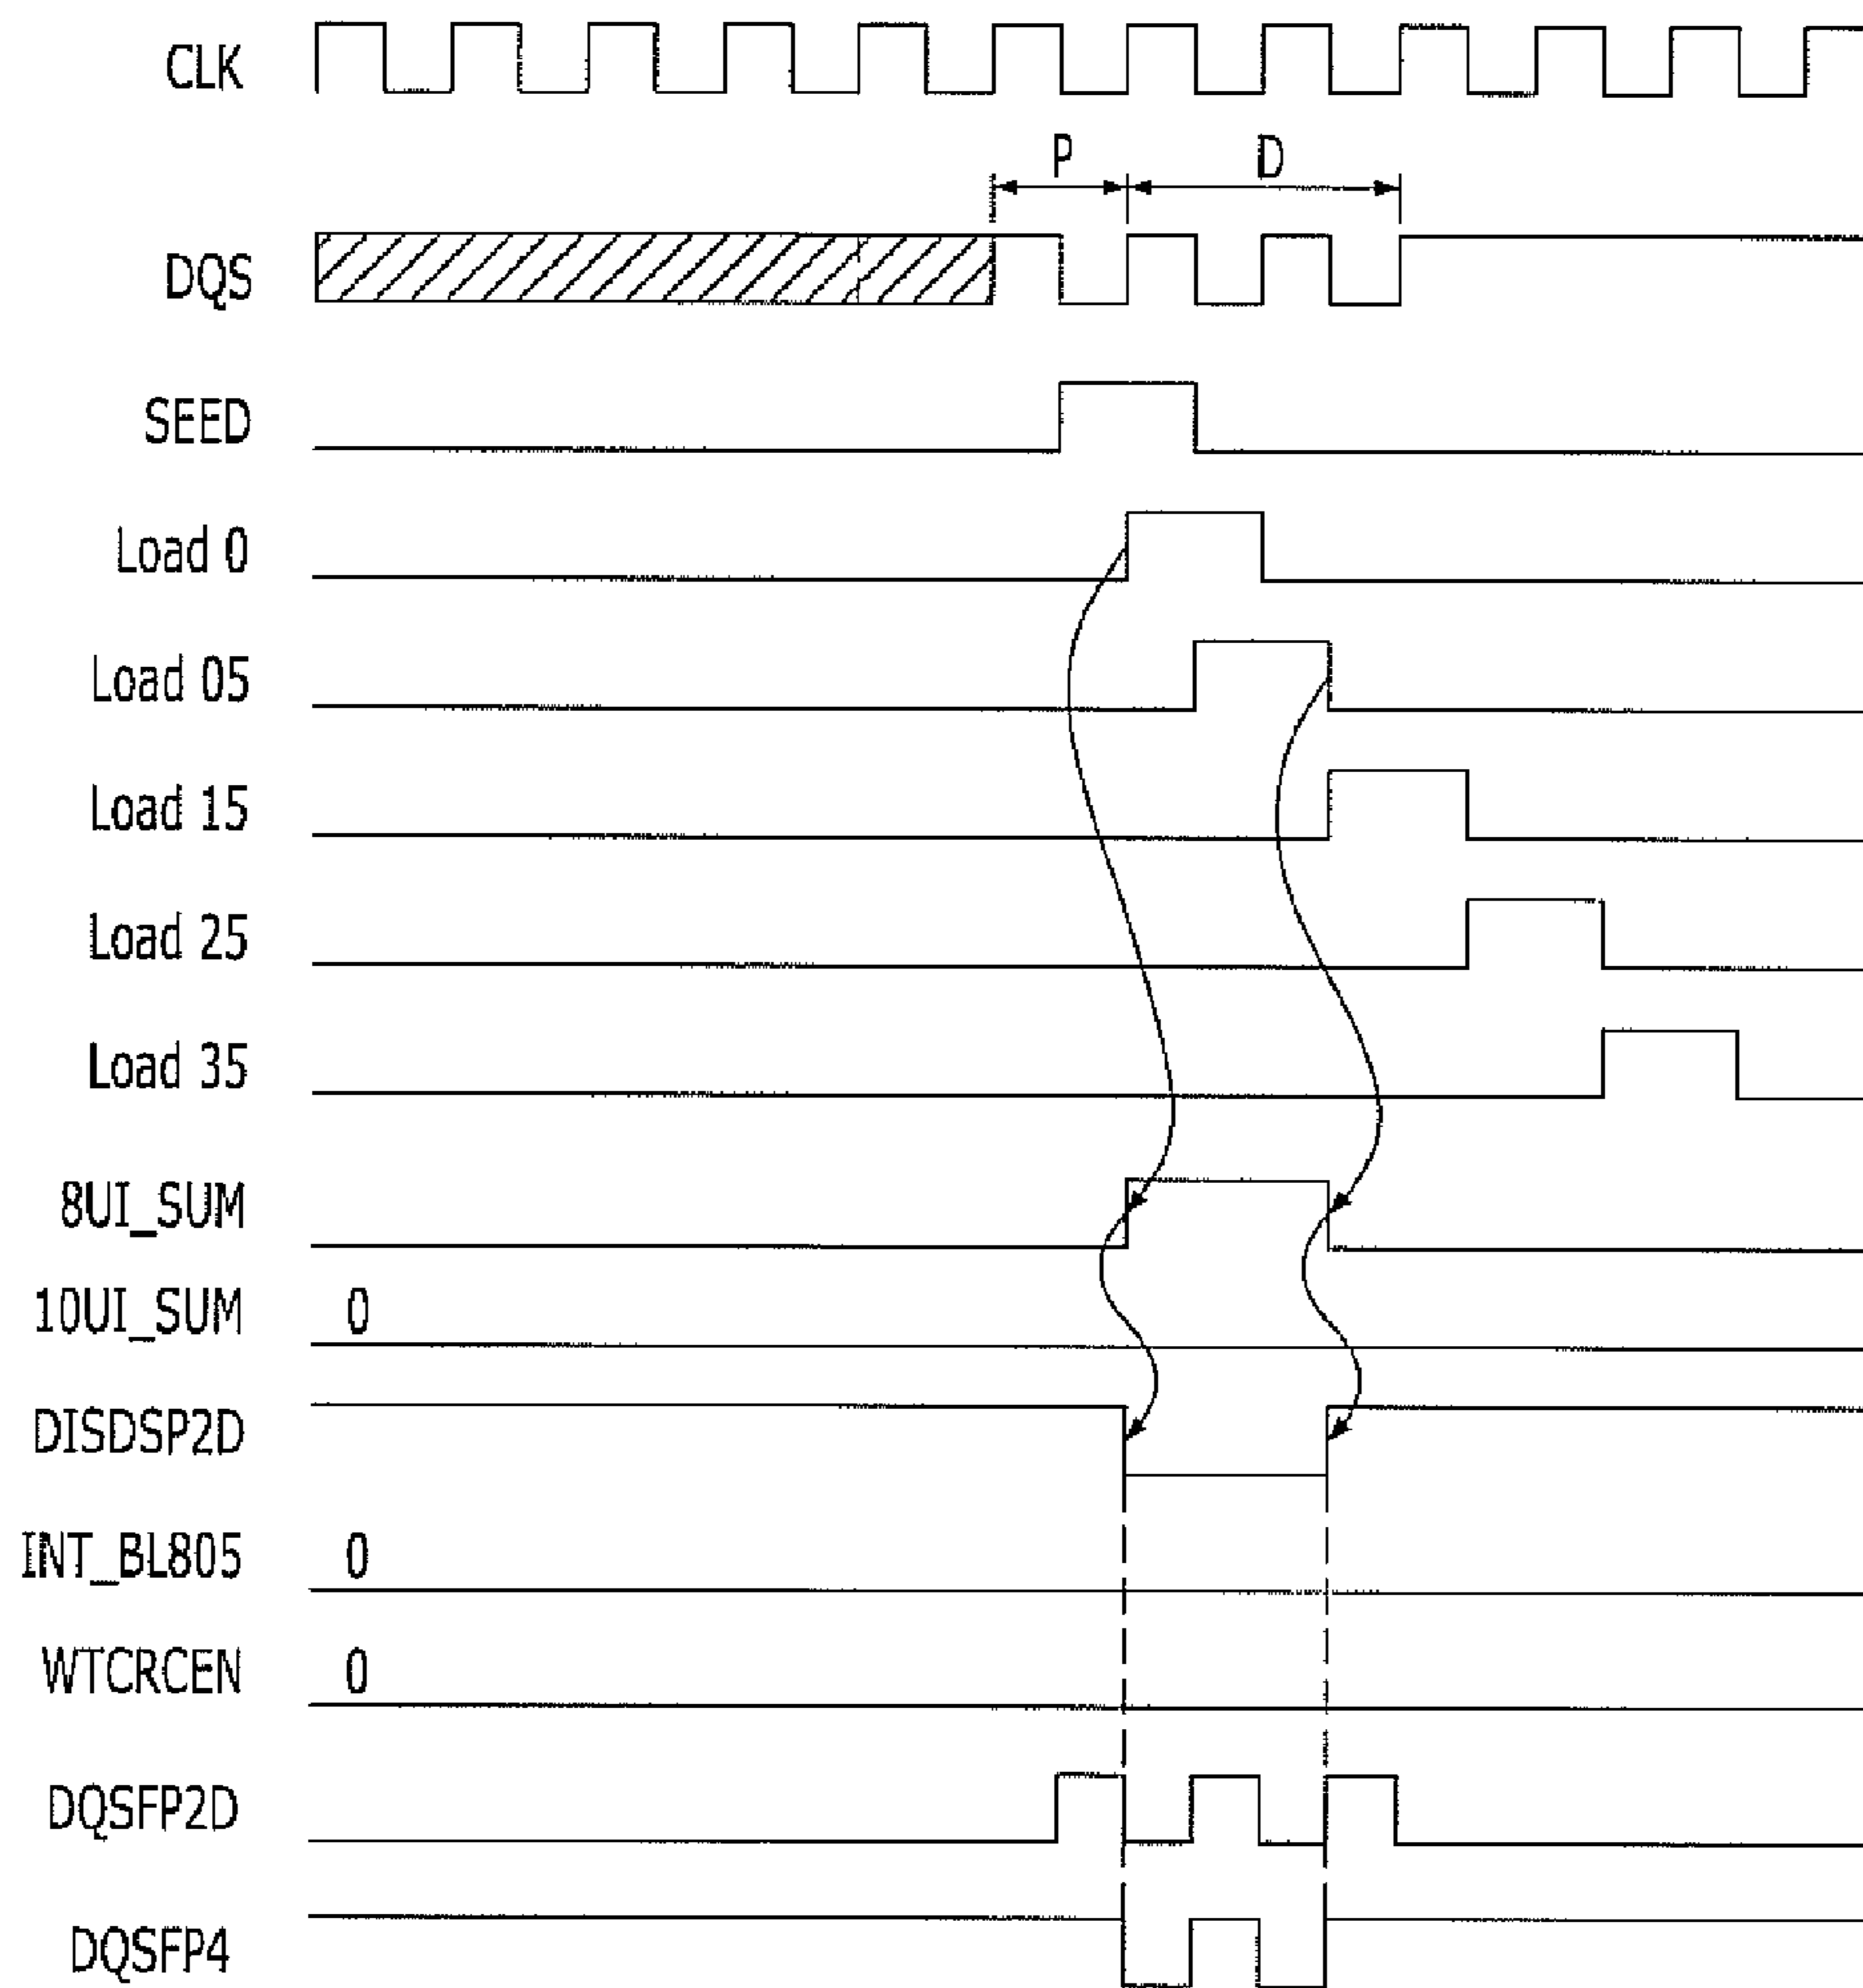 CLK
P D
DQS
SEED
Load 0
Load 05
Load 15
Load 25
Load 35
8UI_SUM
10UI_SUM 0
DISDSP2D
INT_BL805 0
WTCRCEN 0
DQSFP2D
DQSFP4